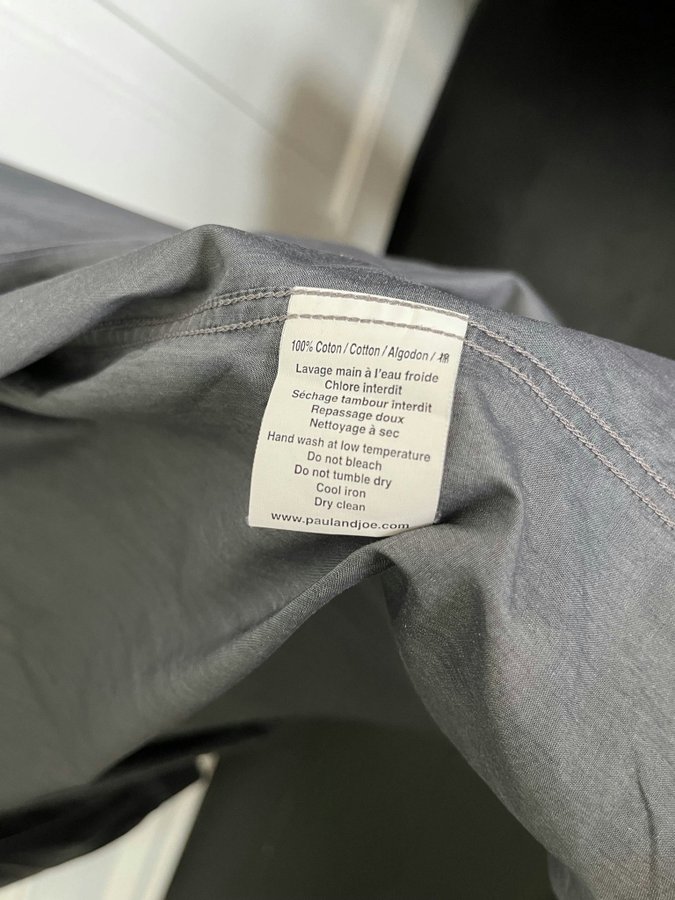 100% Coton / Cotton / Algodon / 棉
Lavage main à l'eau froide
Chlore interdit
Séchage tambour interdit
Repassage doux
Nettoyage à sec
Hand wash at low temperature
Do not bleach
Do not tumble dry
Cool iron
Dry clean
www.paulandjoe.com